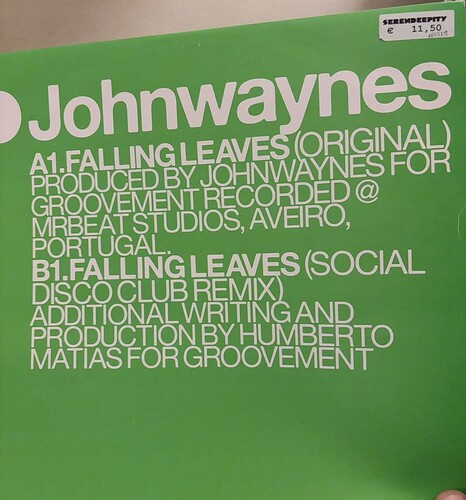 SERENDEEPITY
€ 11,50
Johnwaynes
A1.FALLING LEAVES (ORIGINAL)
PRODUCED BY JOHNWAYNES FOR
GROOVEMENT RECORDED @
MRBEAT STUDIOS, AVEIRO,
PORTUGAL.
B1.FALLING LEAVES (SOCIAL
DISCO CLUB REMIX)
ADDITIONAL WRITING AND
PRODUCTION BY HUMBERTO
MATIAS FOR GROOVEMENT